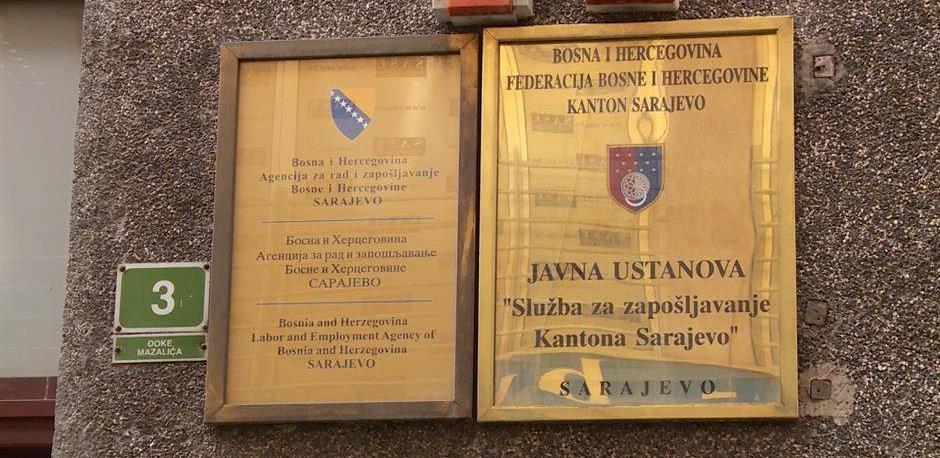 3
ĐOKE
MAZALIĆA
Bosna i Hercegovina
Agencija za rad i zapošljavanje
Bosne i Hercegovine
SARAJEVO
Босна и Херцеговина
Агенција за рад и запошљавање
Босне и Херцеговине
САРАЈЕВО
Bosnia and Herzegovina
Labor and Employment Agency of
Bosnia and Herzegovina
SARAJEVO
BOSNA I HERCEGOVINA
FEDERACIJA BOSNE I HERCEGOVINE
KANTON SARAJEVO
JAVNA USTANOVA
"Služba za zapošljavanje
Kantona Sarajevo"
SARAJEVO